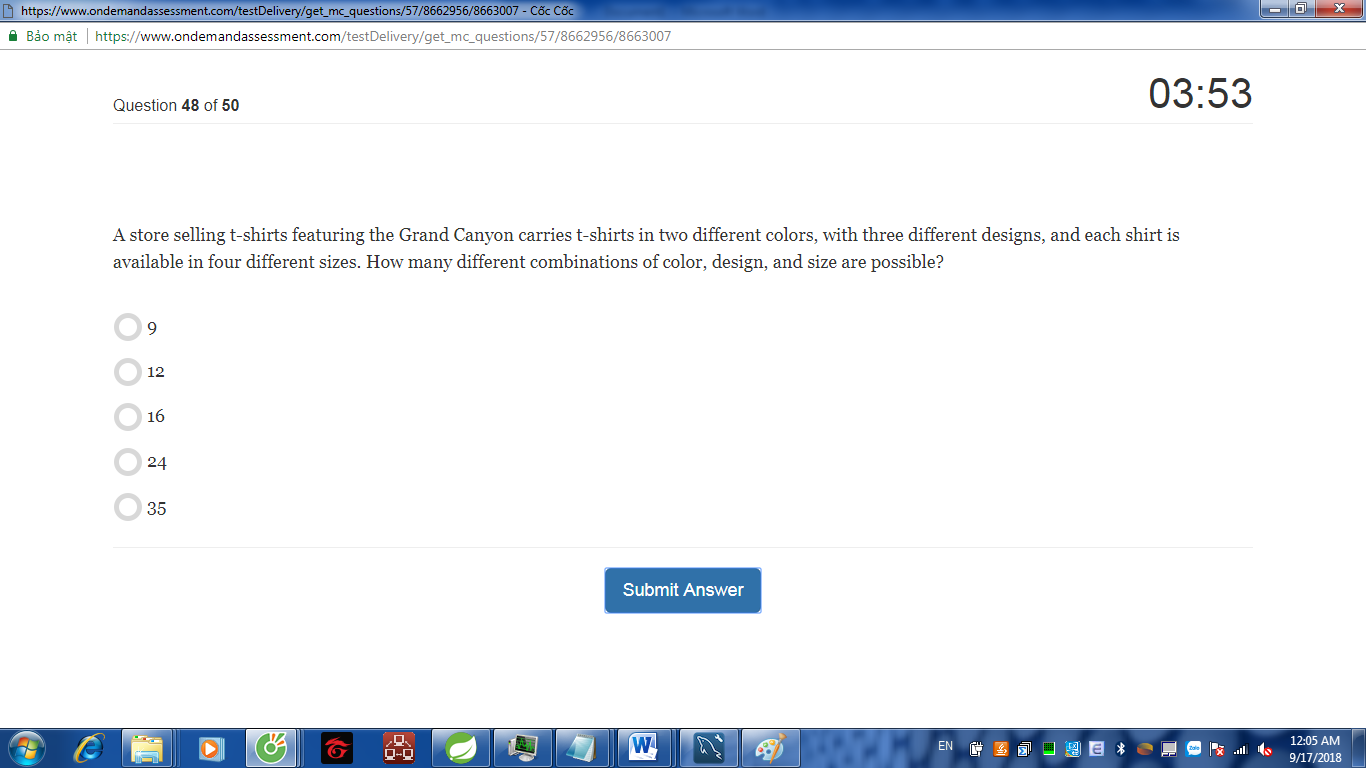 https://www.ondemandassessment.com/testDelivery/get_mc_questions/57/8662956/8663007 - Cốc Cốc
Bảo mật https://www.ondemandassessment.com/testDelivery/get_mc_questions/57/8662956/8663007
03:53
Question 48 of 50
A store selling t-shirts featuring the Grand Canyon carries t-shirts in two different colors, with three different designs, and each shirt is
available in four different sizes. How many different combinations of color, design, and size are possible?
9
12
16
24
35
Submit Answer
EN
12:05 AM
9/17/2018